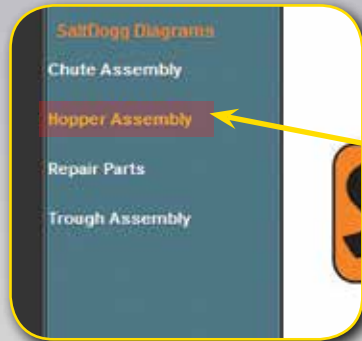 SaltDogg Diagrams
Chute Assembly
Hopper Assembly
Repair Parts
Trough Assembly